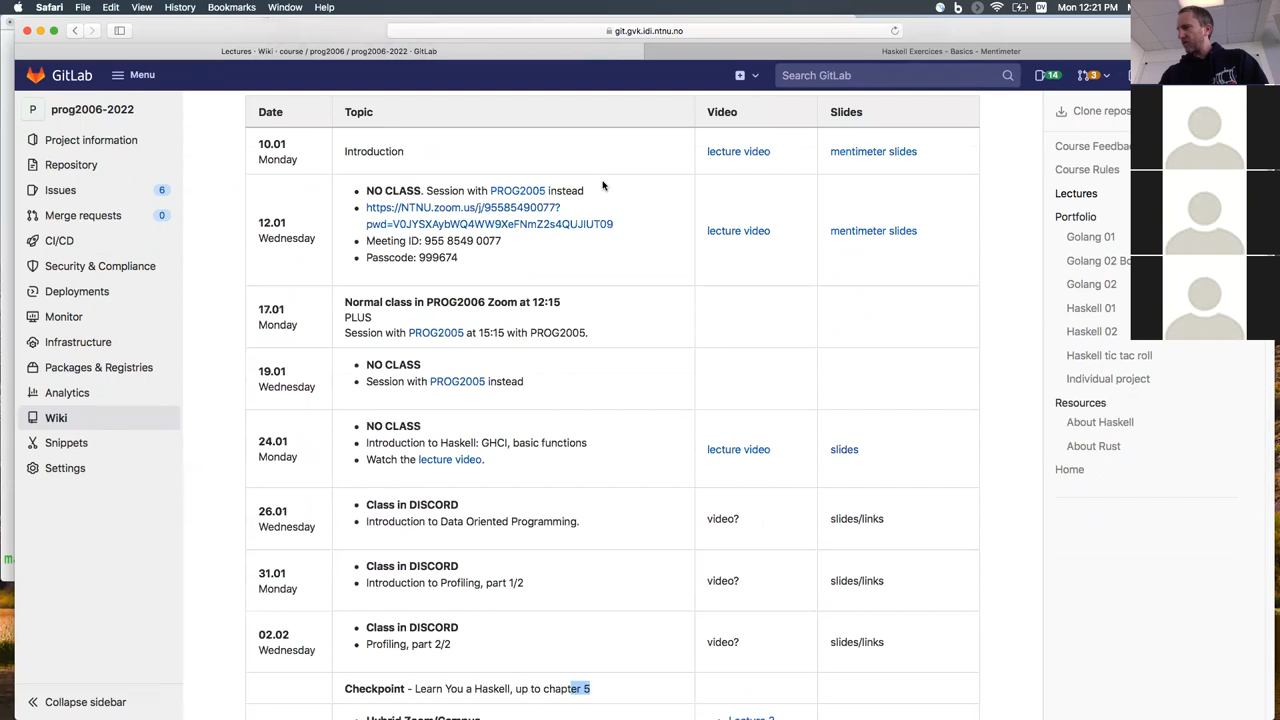 Safari File Edit View History Bookmarks Window Help
DV Mon 12:21 PM
git.gvk.idi.ntnu.no
Lectures · Wiki · course / prog2006 / prog2006-2022 · GitLab
Haskell Exercices - Basics - Mentimeter
GitLab
Menu
Search GitLab
14
3
P prog2006-2022
Project information
Repository
Issues 6
Merge requests 0
CI/CD
Security & Compliance
Deployments
Monitor
Infrastructure
Packages & Registries
Analytics
Wiki
Snippets
Settings
Collapse sidebar
Date Topic Video Slides
10.01
Monday
Introduction
lecture video
mentimeter slides
12.01
Wednesday
NO CLASS. Session with PROG2005 instead
https://NTNU.zoom.us/j/95585490077?
pwd=V0JYSXAybWQ4WW9XeFNmZ2s4QUJIUT09
Meeting ID: 955 8549 0077
Passcode: 999674
lecture video
mentimeter slides
17.01
Monday
Normal class in PROG2006 Zoom at 12:15
PLUS
Session with PROG2005 at 15:15 with PROG2005.
19.01
Wednesday
NO CLASS
Session with PROG2005 instead
24.01
Monday
NO CLASS
Introduction to Haskell: GHCI, basic functions
Watch the lecture video.
lecture video
slides
26.01
Wednesday
Class in DISCORD
Introduction to Data Oriented Programming.
video?
slides/links
31.01
Monday
Class in DISCORD
Introduction to Profiling, part 1/2
video?
slides/links
02.02
Wednesday
Class in DISCORD
Profiling, part 2/2
video?
slides/links
Checkpoint - Learn You a Haskell, up to chapter 5
Hybrid Zoom/Campus
Clone repos
Course Feedba
Course Rules
Lectures
Portfolio
Golang 01
Golang 02 Bo
Golang 02
Haskell 01
Haskell 02
Haskell tic tac roll
Individual project
Resources
About Haskell
About Rust
Home